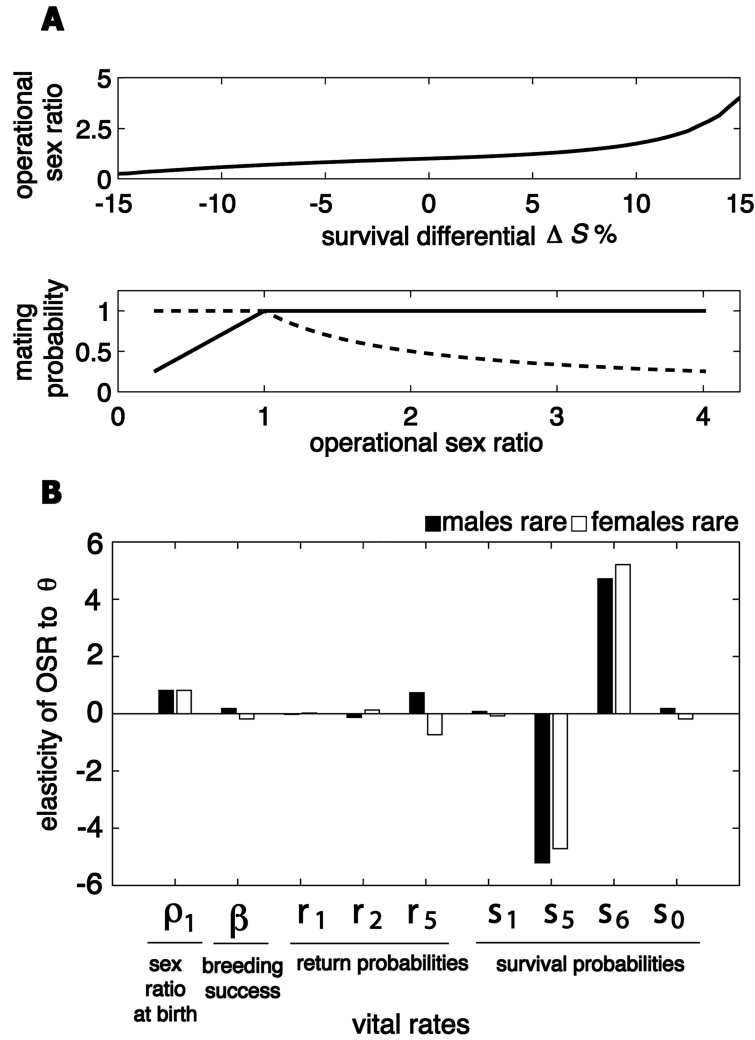 A
operational
sex ratio
5
2.5
0
-15 -10 -5 0 5 10 15
survival differential Δ S %
mating
probability
1
0.5
0
0 1 2 3 4
operational sex ratio
B
males rare females rare
elasticity of OSR to θ
6
4
2
0
-2
-4
-6
ρ1 β r1 r2 r5 s1 s5 s6 s0
sex
ratio
at birth
breeding
success
return probabilities
survival probabilities
vital rates